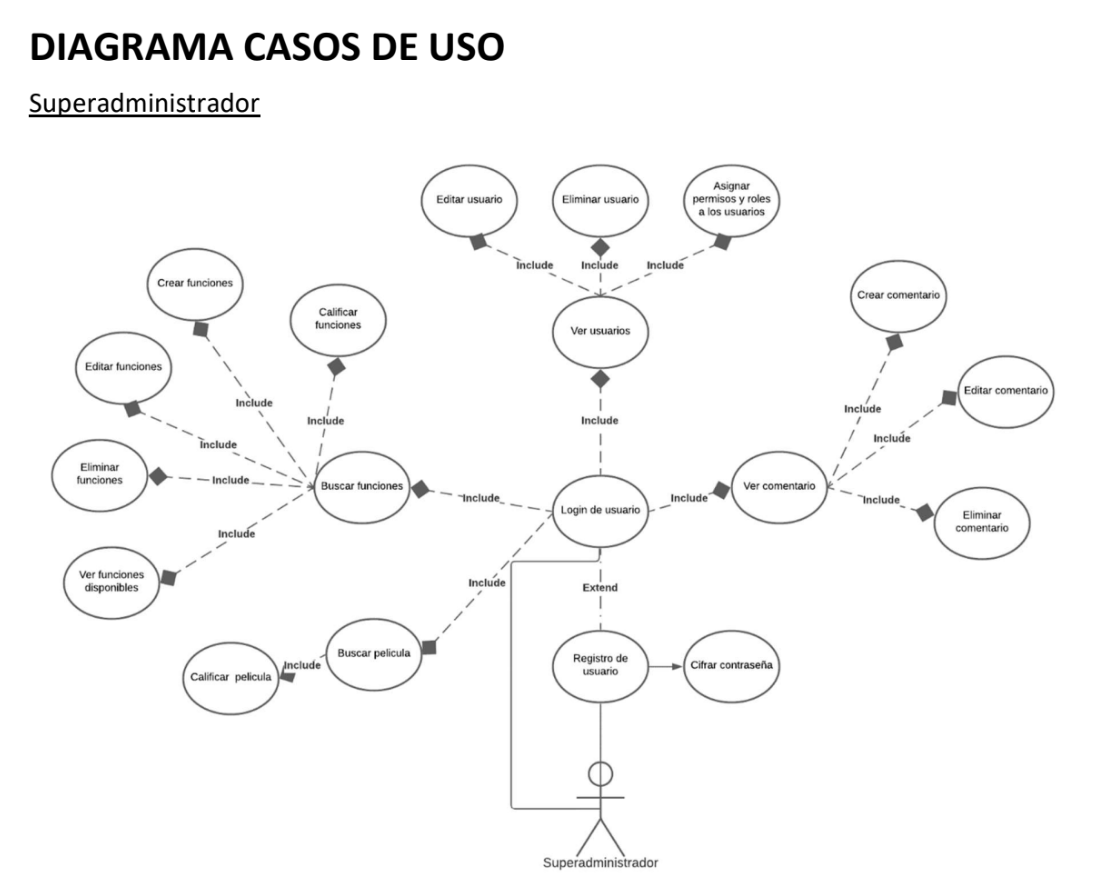 DIAGRAMA CASOS DE USO
Superadministrador
Editar usuario
Eliminar usuario
Asignar
permisos y roles
a los usuarios
Include
Include
Include
Crear funciones
Calificar
funciones
Crear comentario
Ver usuarios
Editar funciones
Editar comentario
Include
Include
Include
Include
Include
Include
Eliminar
funciones
Include
Buscar funciones
Include
Login de usuario
Include
Ver comentario
Include
Eliminar
comentario
Include
Ver funciones
disponibles
Include
Extend
Buscar pelicula
Include
Calificar pelicula
Registro de
usuario
Cifrar contraseña
Superadministrador